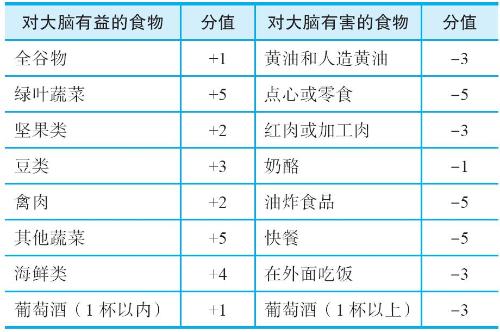 对大脑有益的食物 分值 对大脑有害的食物 分值
全谷物 +1 黄油和人造黄油 -3
绿叶蔬菜 +5 点心或零食 -5
坚果类 +2 红肉或加工肉 -3
豆类 +3 奶酪 -1
禽肉 +2 油炸食品 -5
其他蔬菜 +5 快餐 -5
海鲜类 +4 在外面吃饭 -3
葡萄酒（1杯以内） +1 葡萄酒（1杯以上） -3